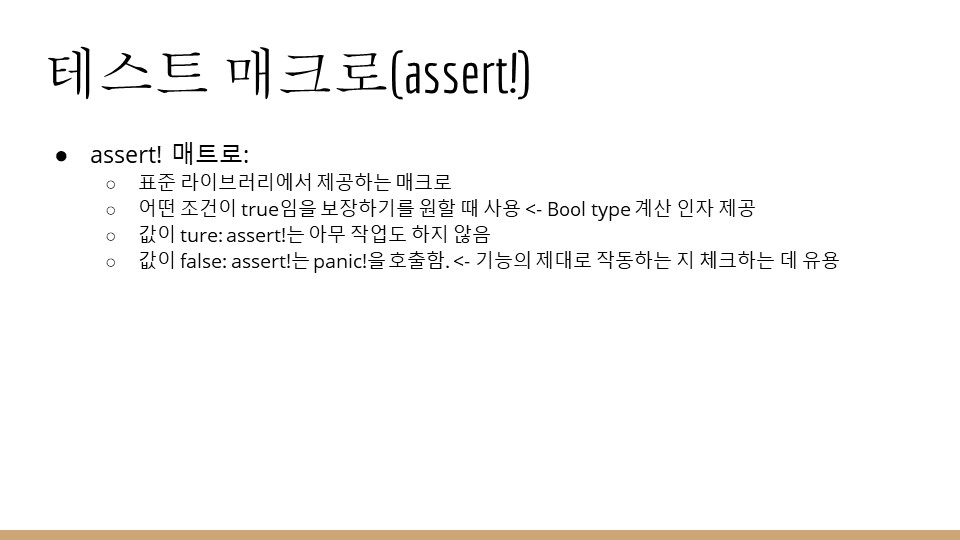 테스트 매크로(assert!)
● assert! 매트로:
○ 표준 라이브러리에서 제공하는 매크로
○ 어떤 조건이 true임을 보장하기를 원할 때 사용 <- Bool type 계산 인자 제공
○ 값이 ture: assert!는 아무 작업도 하지 않음
○ 값이 false: assert!는 panic!을 호출함. <- 기능의 제대로 작동하는 지 체크하는 데 유용